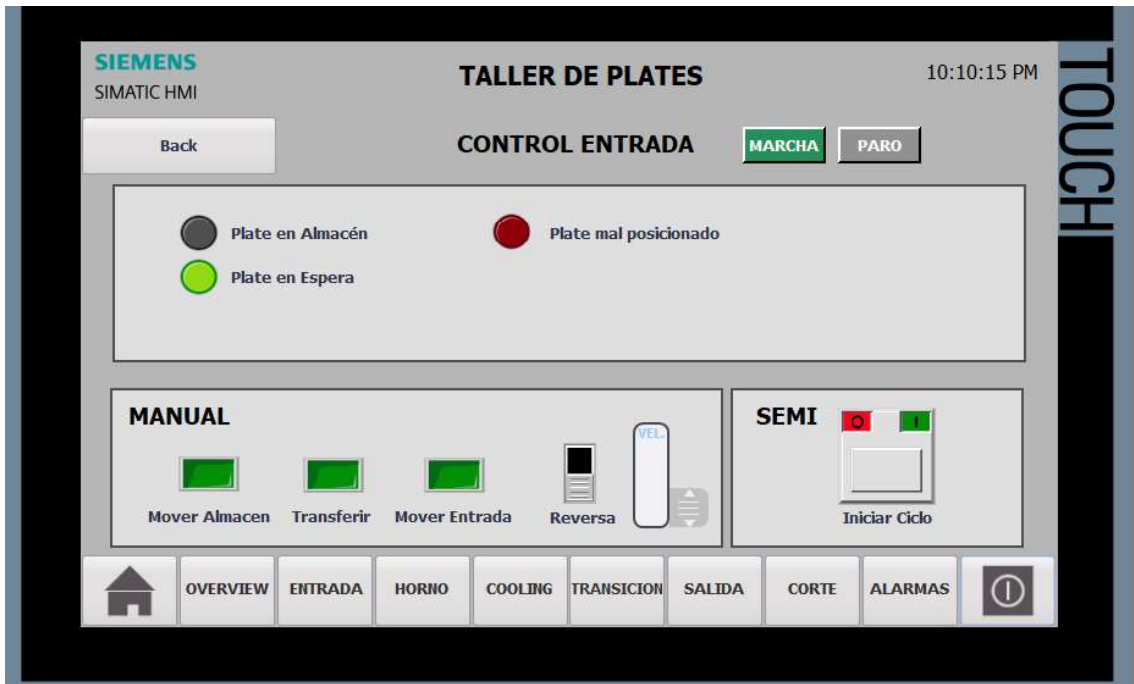 SIEMENS
SIMATIC HMI
TALLER DE PLATES
10:10:15 PM
TOUCH
Back
CONTROL ENTRADA
MARCHA
PARO
Plate en Almacén
Plate mal posicionado
Plate en Espera
MANUAL
VEL.
SEMI
O I
Mover Almacen
Transferir
Mover Entrada
Reversa
Iniciar Ciclo
OVERVIEW
ENTRADA
HORNO
COOLING
TRANSICION
SALIDA
CORTE
ALARMAS